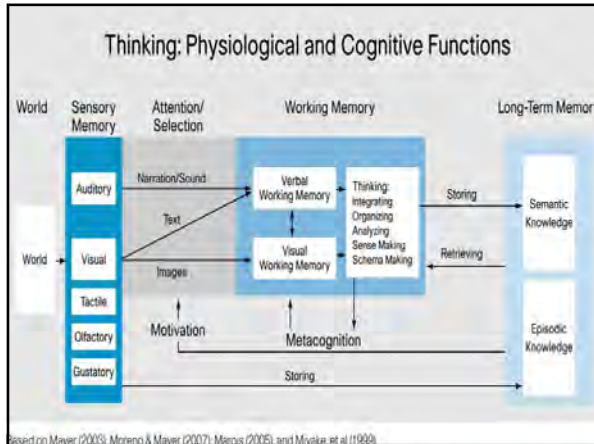 Thinking: Physiological and Cognitive Functions
World
Sensory
Memory
Attention/
Selection
Working Memory
Long-Term Memor
Auditory
Narration/Sound
Verbal
Working Memory
Thinking:
Integrating
Organizing
Analyzing
Sense Making
Schema Making
Storing
Semantic
Knowledge
Text
World
Visual
Images
Visual
Working Memory
Retrieving
Tactile
Motivation
Metacognition
Episodic
Knowledge
Olfactory
Gustatory
Storing
Based on Mayer (2003); Moreno & Mayer (2007); Marois (2005), and Miyake, et al (1999)